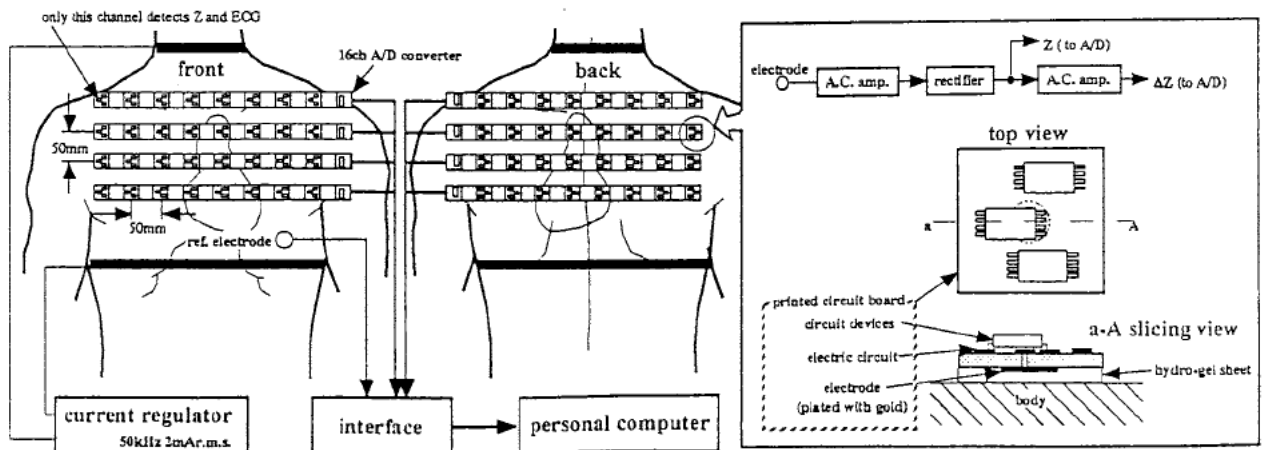 only this channel detects Z and ECG
front
16ch A/D converter
back
50mm
50mm
ref. electrode
current regulator
50kHz 2mAr.m.s.
interface
personal computer
electrode
A.C. amp.
rectifier
Z ( to A/D)
A.C. amp.
ΔZ (to A/D)
top view
a
A
printed circuit board
circuit devices
a-A slicing view
electric circuit
electrode
(plated with gold)
hydro-gel sheet
body